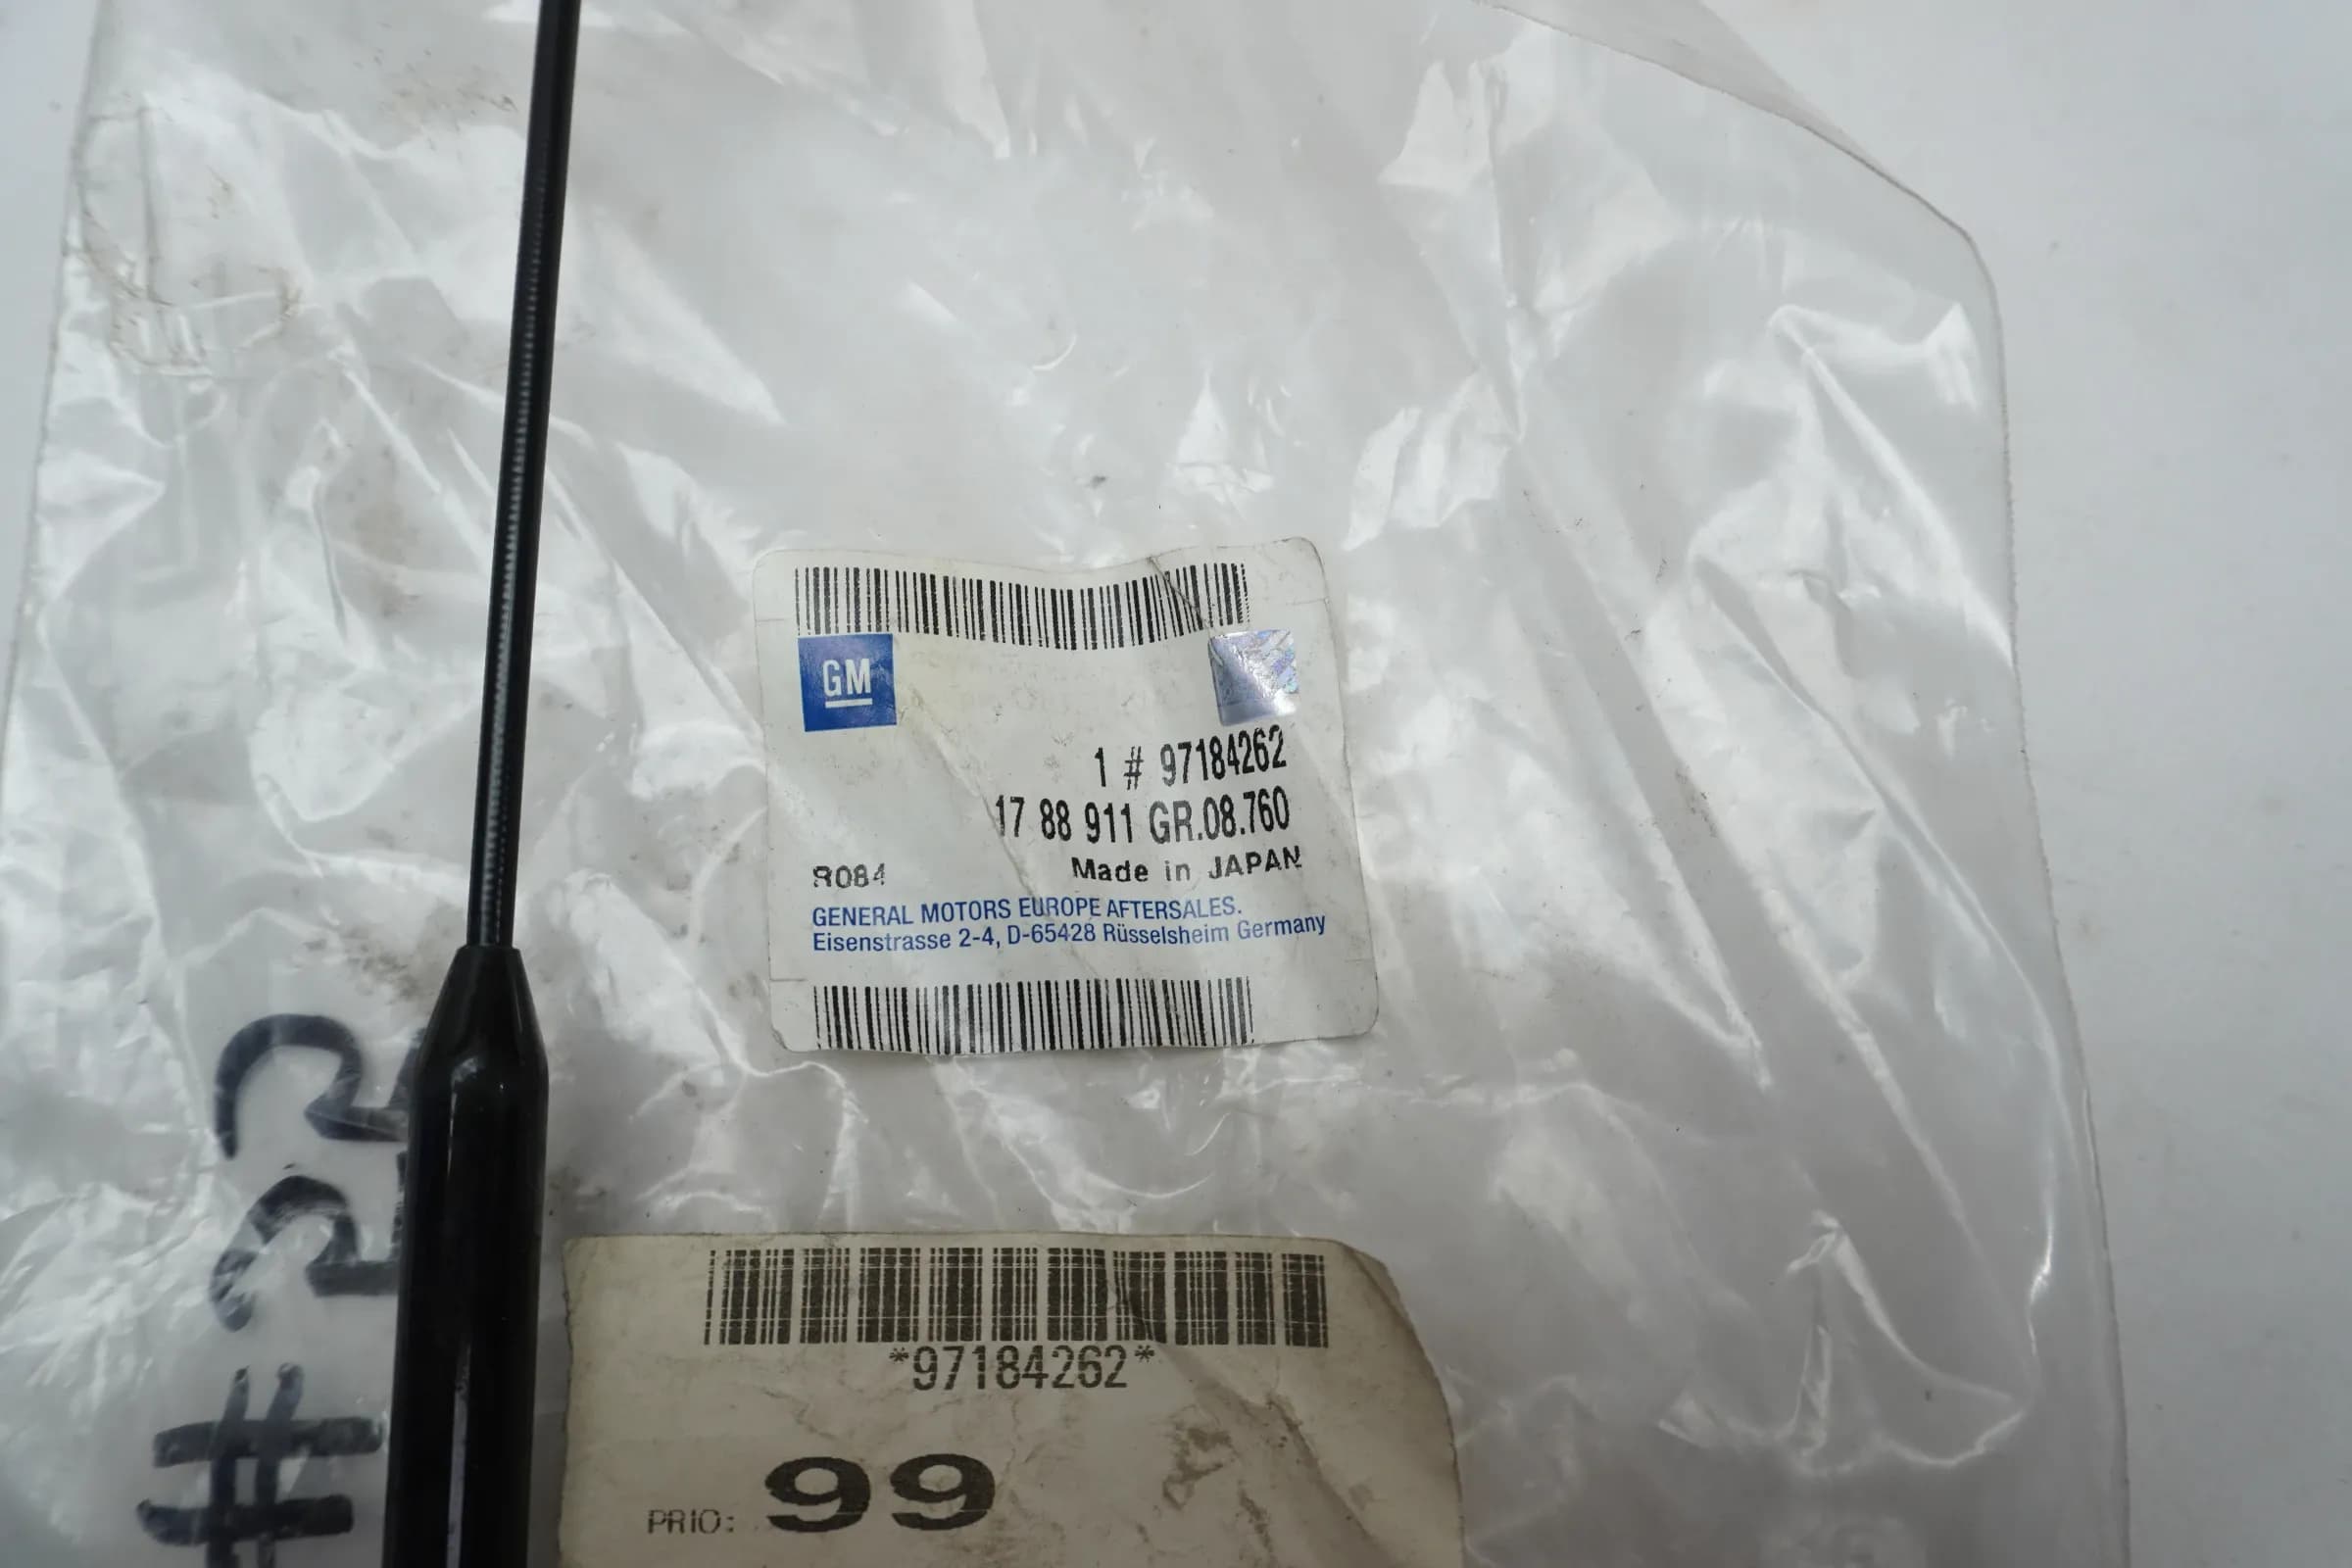 GM
1 # 97184262
17 88 911 GR.08.760
R084 Made in JAPAN
GENERAL MOTORS EUROPE AFTERSALES.
Eisenstrasse 2-4, D-65428 Rüsselsheim Germany
*97184262*
PRIO: 99